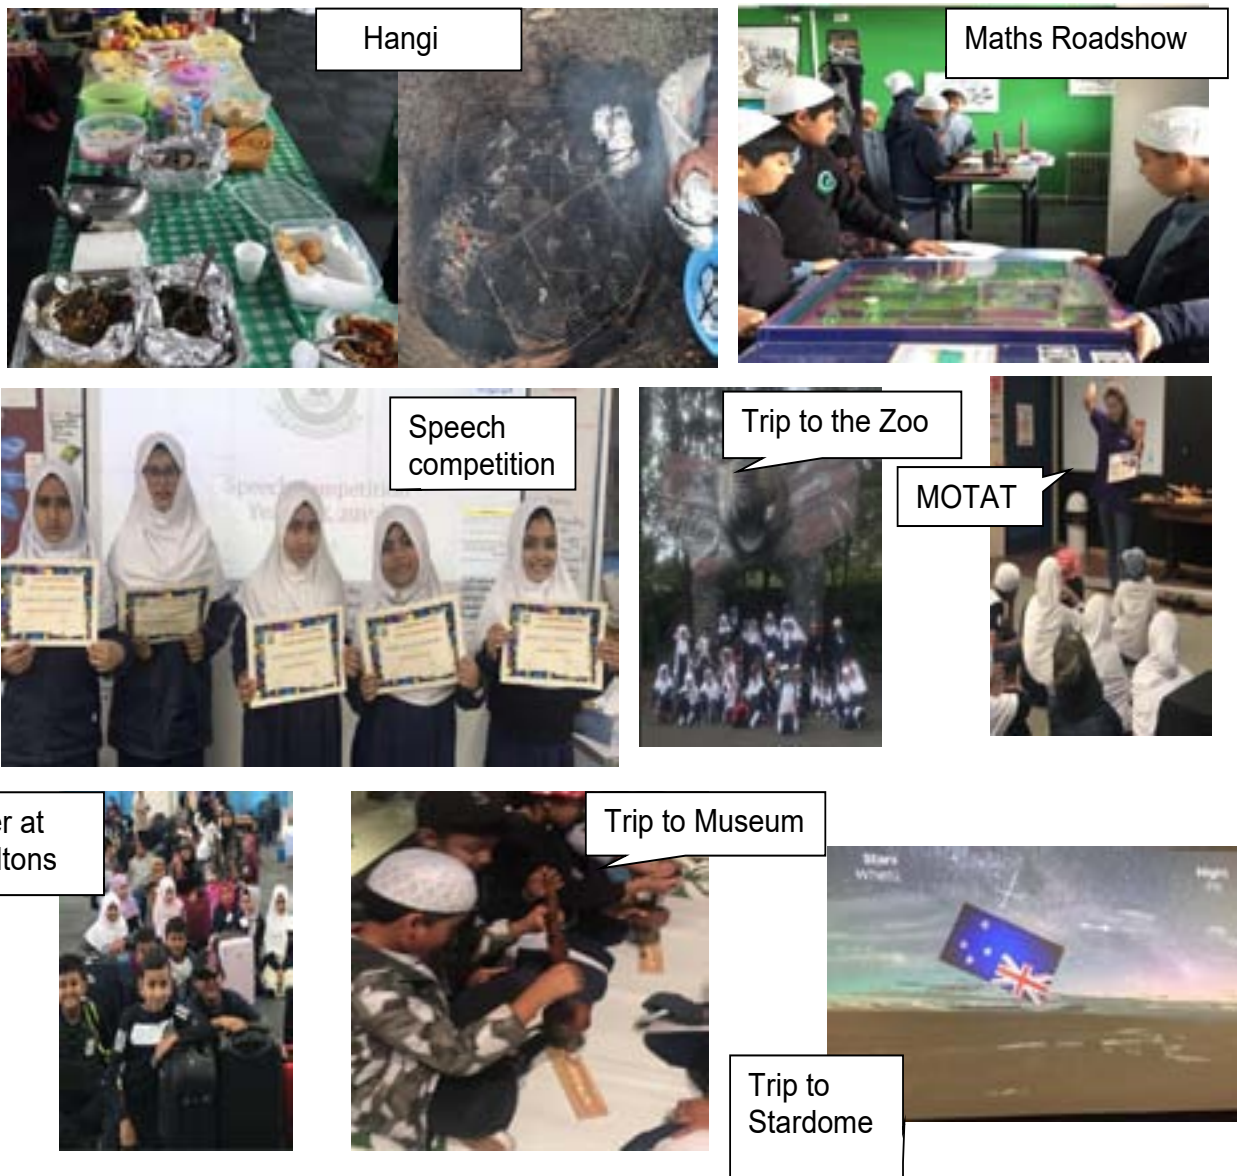 Hangi
Maths Roadshow
Speech
competition
Trip to the Zoo
MOTAT
er at
ltons
Trip to Museum
Stars
Trip to
Stardome